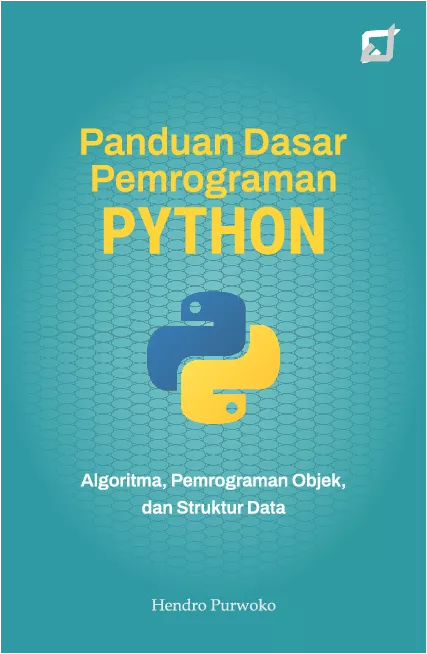 Panduan Dasar
Pemrograman
PYTHON
Algoritma, Pemrograman Objek,
dan Struktur Data
Hendro Purwoko